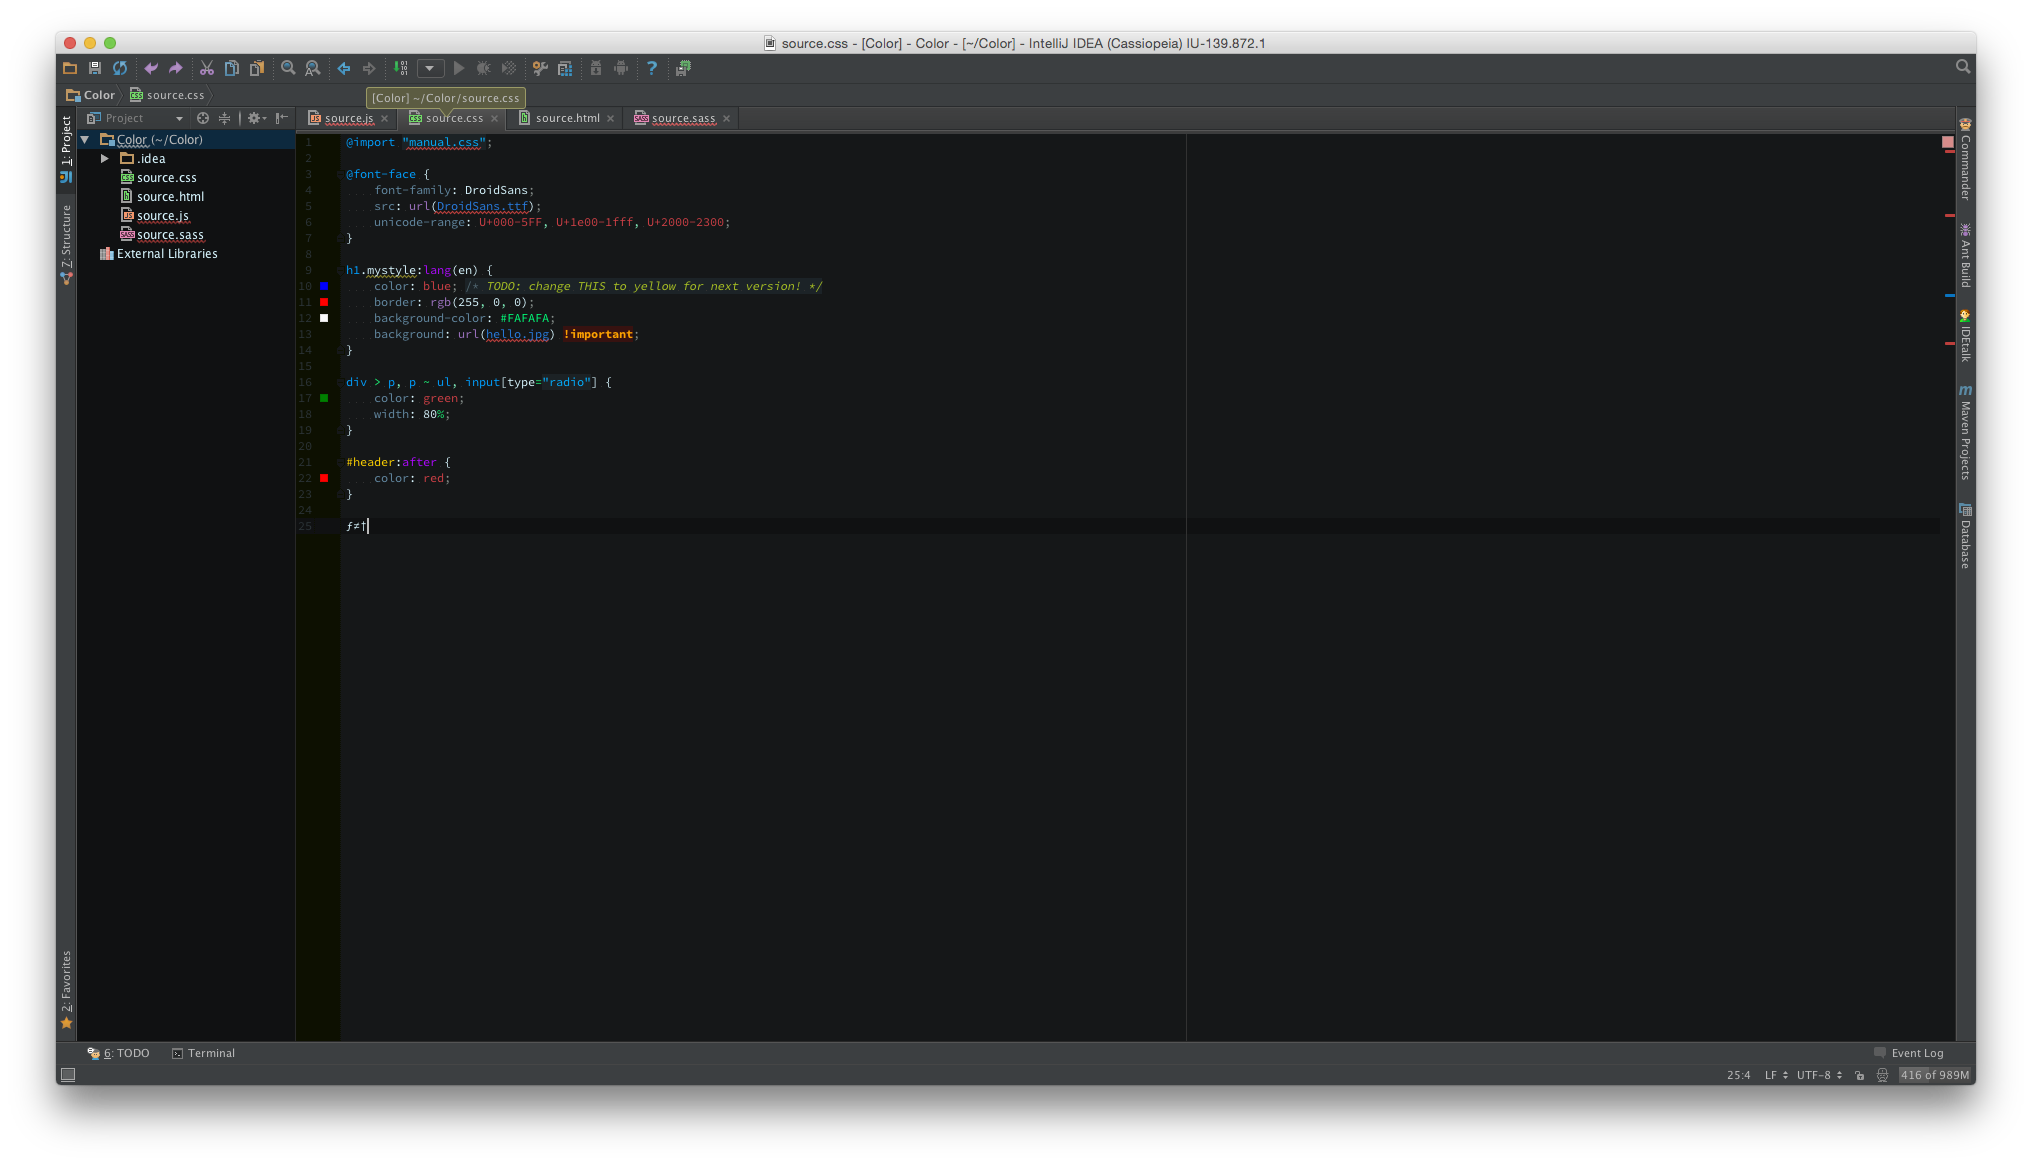 source.css - [Color] - Color - [~/Color] - IntelliJ IDEA (Cassiopeia) IU-139.872.1
Color source.css
[Color] ~/Color/source.css
Project
source.js source.css source.html source.sass
1: Project
7: Structure
2: Favorites
Color (~/Color)
.idea
source.css
source.html
source.js
source.sass
External Libraries
1 @import "manual.css";
2
3 @font-face {
4 font-family: DroidSans;
5 src: url(DroidSans.ttf);
6 unicode-range: U+000-5FF, U+1e00-1fff, U+2000-2300;
7 }
8
9 h1.mystyle:lang(en) {
10 color: blue; /* TODO: change THIS to yellow for next version! */
11 border: rgb(255, 0, 0);
12 background-color: #FAFAFA;
13 background: url(hello.jpg) !important;
14 }
15
16 div > p, p ~ ul, input[type="radio"] {
17 color: green;
18 width: 80%;
19 }
20
21 #header:after {
22 color: red;
23 }
24
25 ƒ≠†
Commander
Ant Build
IDEtalk
Maven Projects
Database
6: TODO Terminal Event Log
25:4 LF UTF-8 416 of 989M